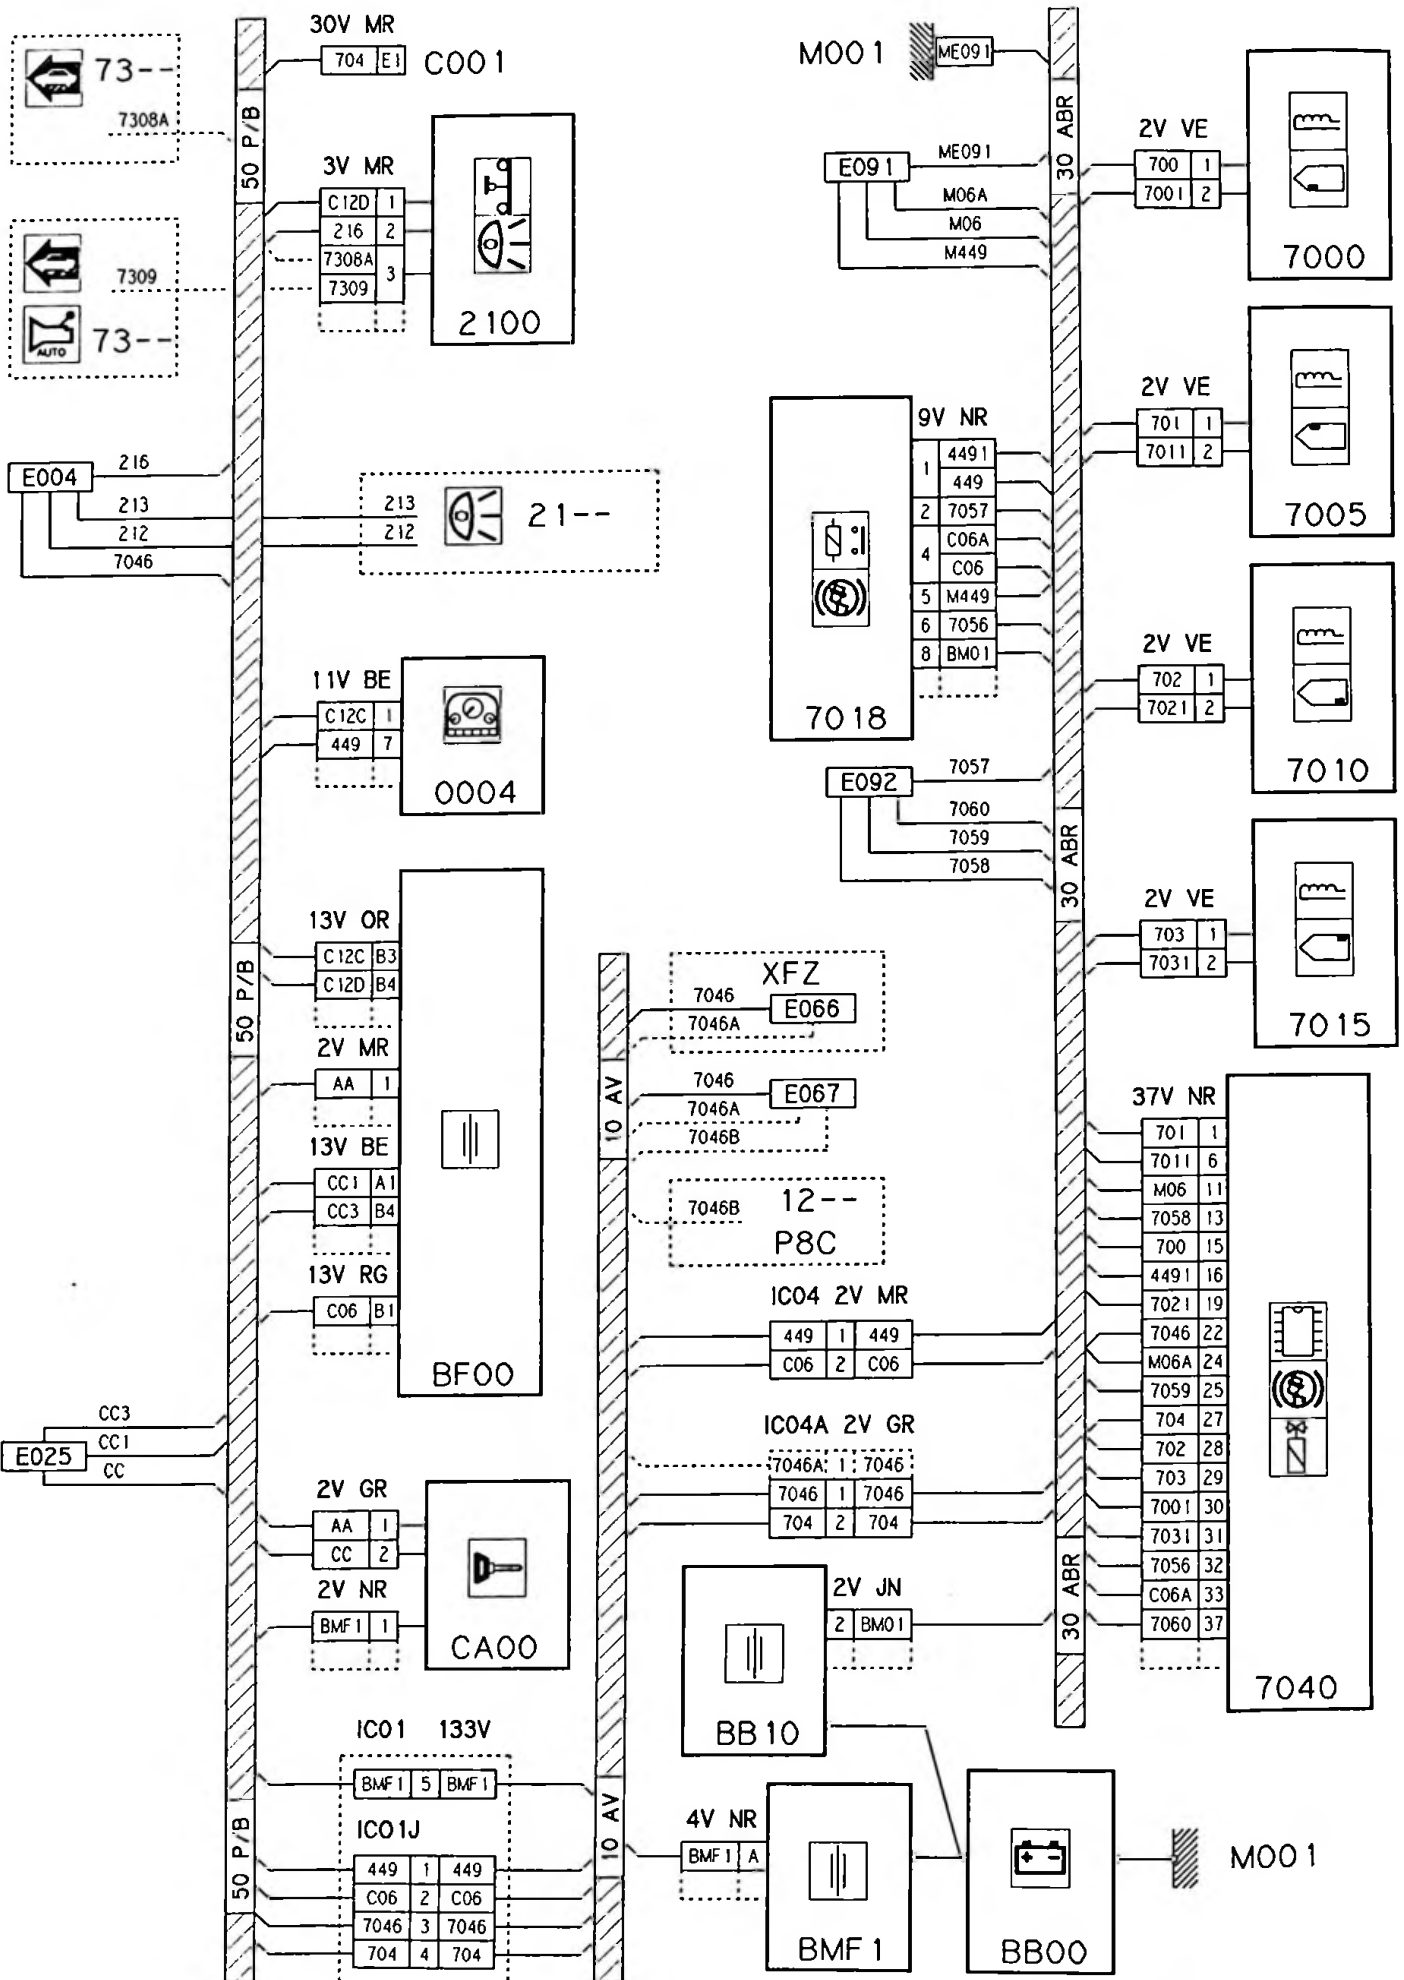 30V MR
704 E1 C001
73--
7308A
50 P/B
3V MR
C12D 1
216 2
7308A
7309
3
2100
7309
AUTO
73--
E004
216
213
212
7046
213
212
21--
11V BE
C12C 1
449 7
0004
13V OR
C12C B3
C12D B4
2V MR
AA 1
13V BE
CC1 A1
CC3 B4
13V RG
C06 B1
BF00
50 P/B
E025
CC3
CC1
CC
2V GR
AA 1
CC 2
2V NR
BMF1 1
CA00
IC01 133V
BMF1 5 BMF1
IC01J
449 1 449
C06 2 C06
7046 3 7046
704 4 704
50 P/B
M001
ME091
30 ABR
E091
ME091
M06A
M06
M449
2V VE
700 1
7001 2
7000
2V VE
701 1
7011 2
7005
9V NR
1
4491
449
2 7057
4
C06A
C06
5 M449
6 7056
8 BM01
7018
2V VE
702 1
7021 2
7010
E092
7057
7060
7059
7058
30 ABR
2V VE
703 1
7031 2
7015
XFZ
7046
7046A
E066
10 AV
7046
7046A
7046B
E067
7046B
12--
P8C
IC04 2V MR
449 1 449
C06 2 C06
IC04A 2V GR
7046A 1 7046
7046 1 7046
704 2 704
37V NR
701 1
7011 6
M06 11
7058 13
700 15
4491 16
7021 19
7046 22
M06A 24
7059 25
704 27
702 28
703 29
7001 30
7031 31
7056 32
C06A 33
7060 37
7040
30 ABR
2V JN
2 BM01
BB10
10 AV
4V NR
BMF1 A
BMF1
+ -
BB00
M001